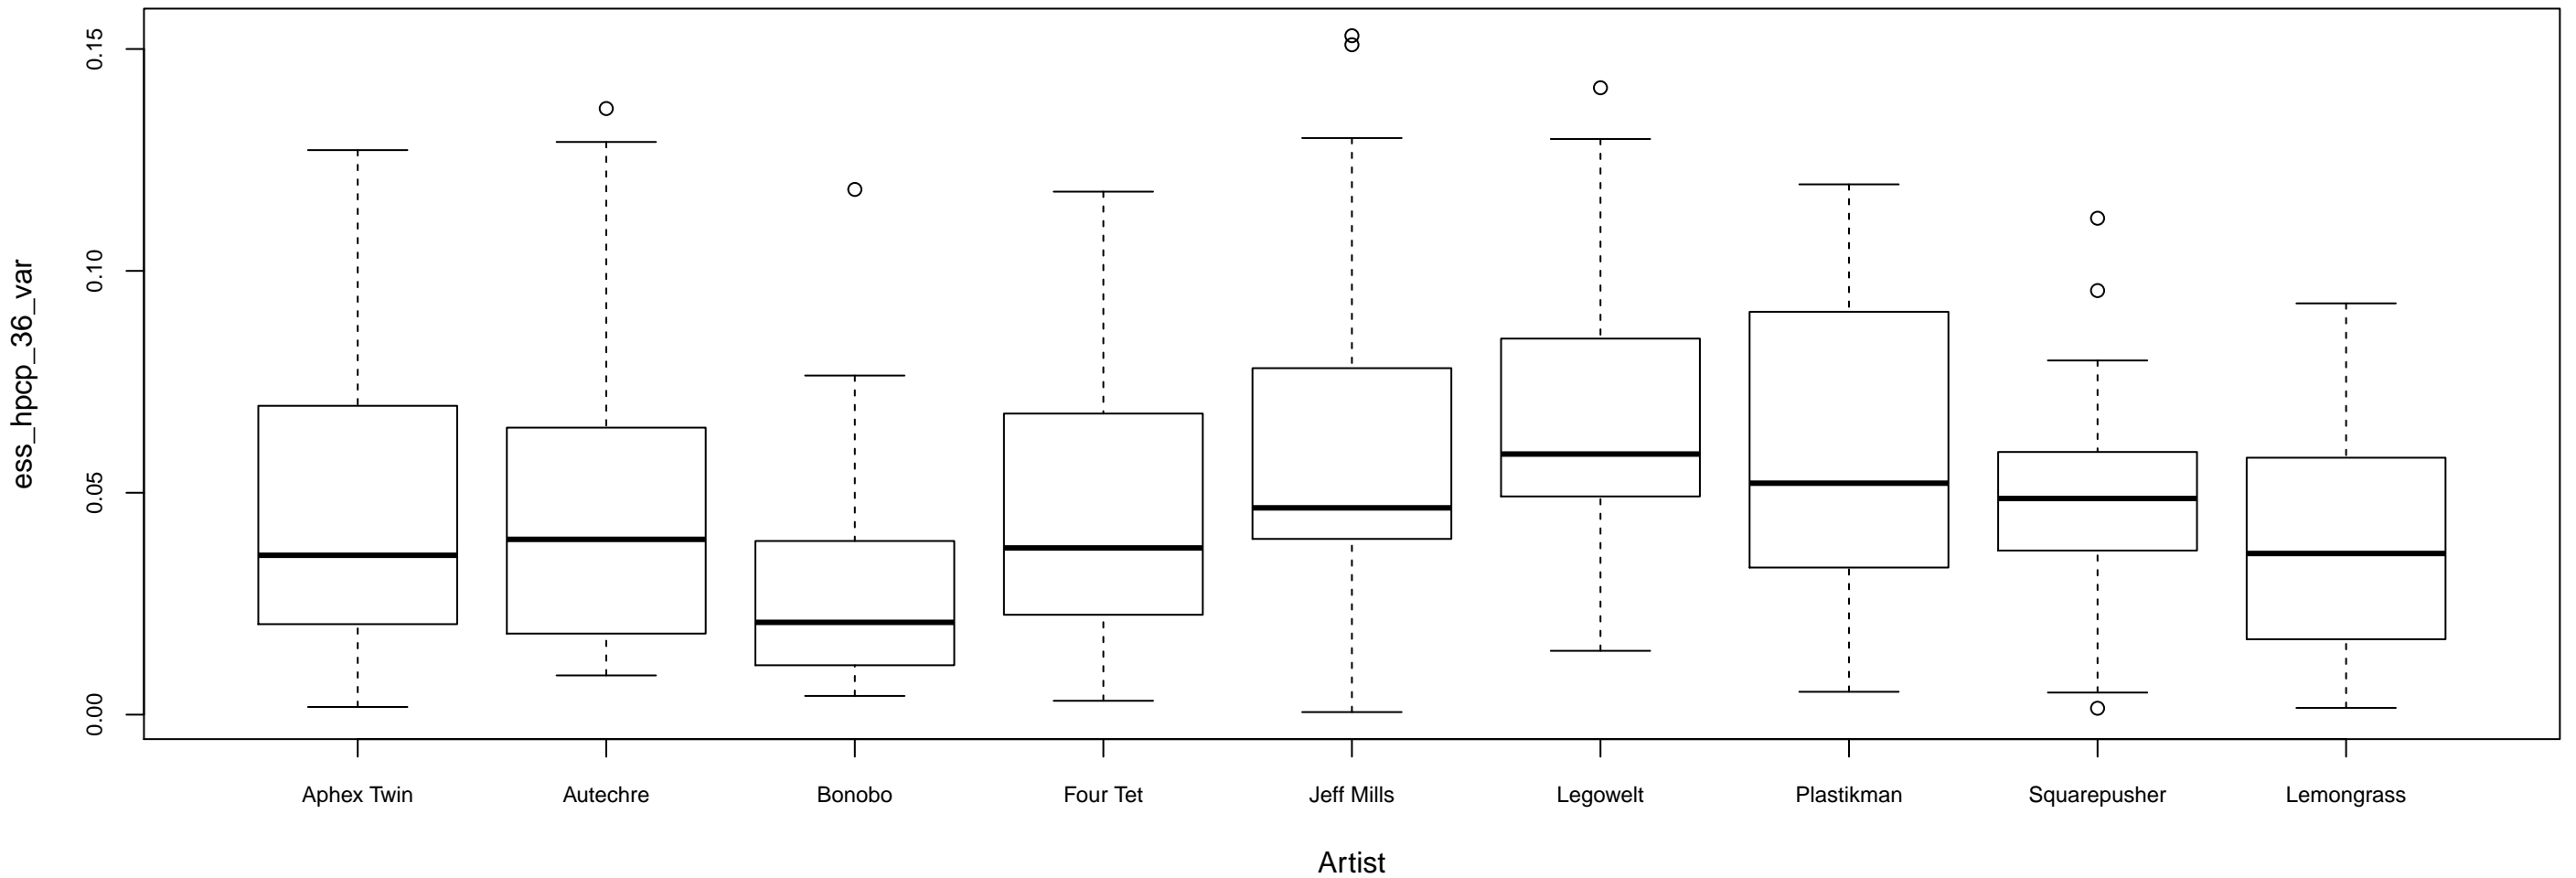 ess_hpcp_36_var
0.15
0.10
0.05
0.00
Aphex Twin Autechre Bonobo Four Tet Jeff Mills Legowelt Plastikman Squarepusher Lemongrass
Artist